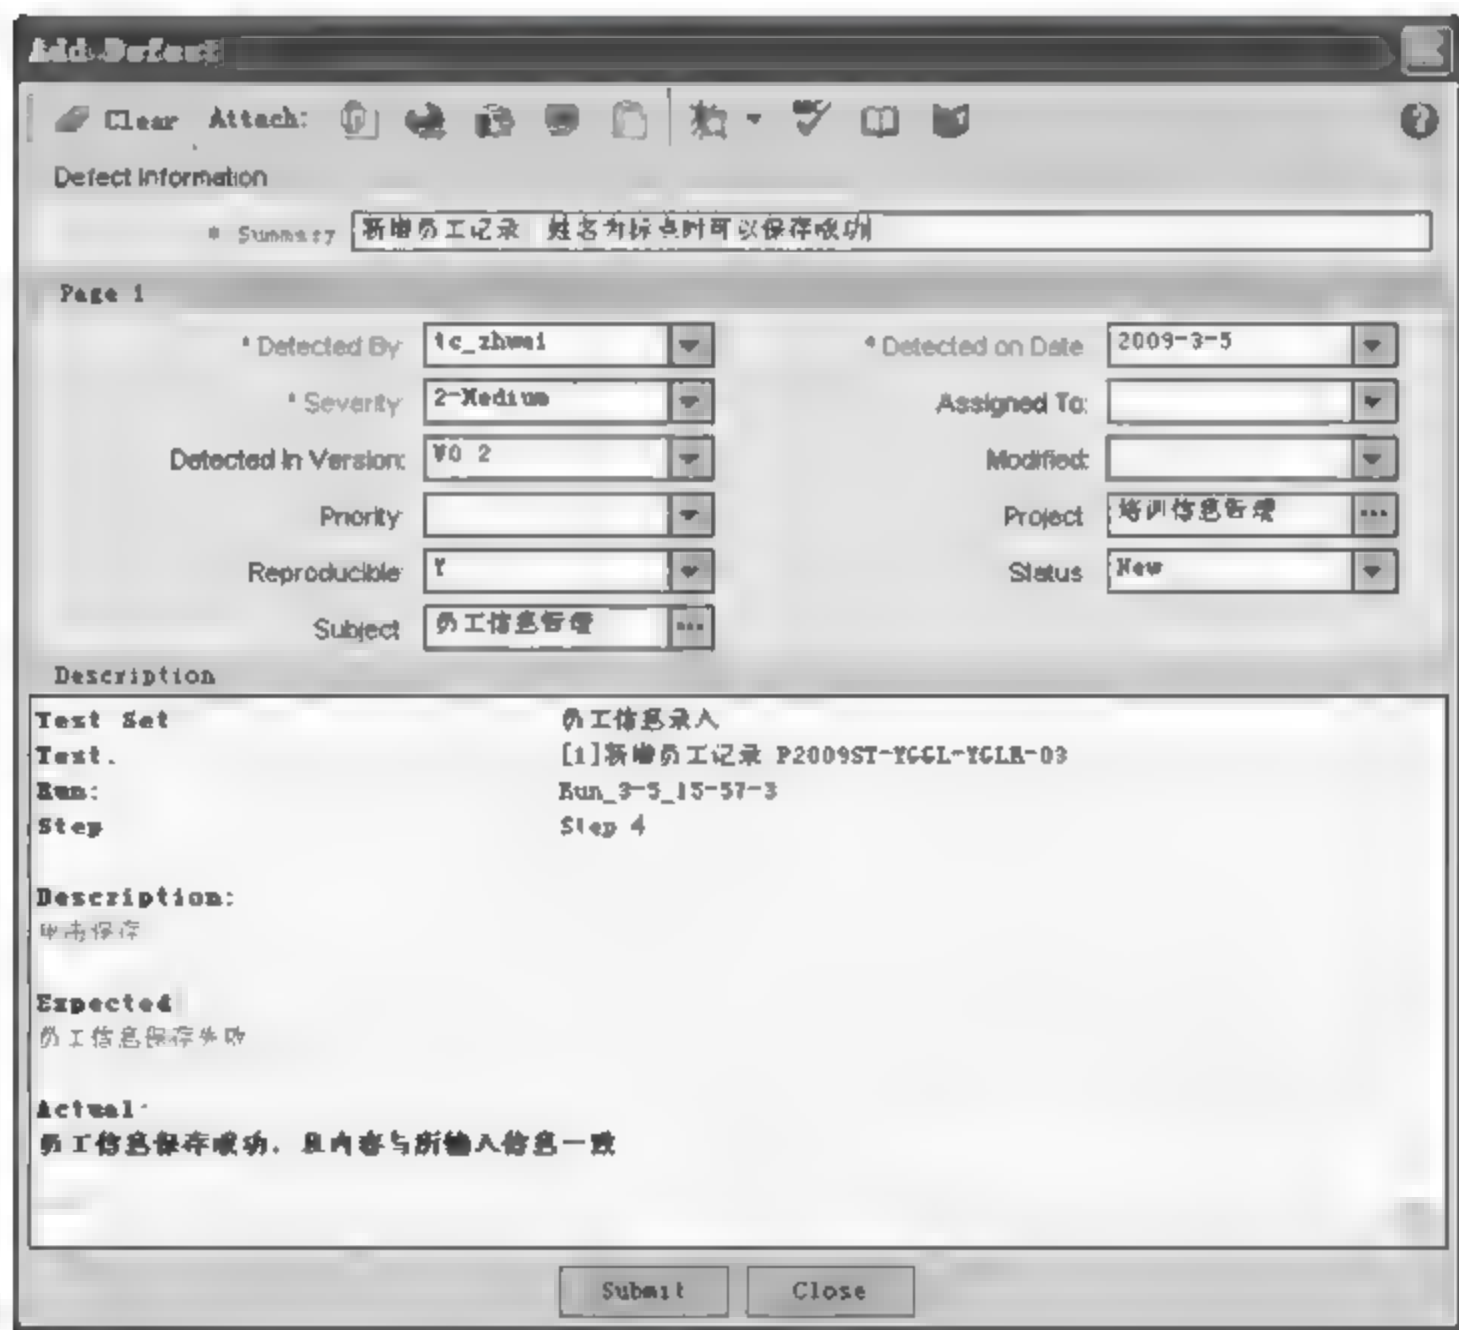 Add Defect
Clear Attach:
Defect Information
* Summary 新增员工记录 姓名为标点时可以保存成功
Page 1
* Detected By tc_zhwei * Detected on Date 2009-3-5
* Severity 2-Medium Assigned To:
Detected in Version: V0 2 Modified:
Priority Project 培训信息管理
Reproducible Y Status New
Subject 员工信息管理
Description
Test Set 员工信息录入
Test. [1]新增员工记录 P2009ST-YGGL-YGLR-03
Run: Run_3-5_15-57-3
Step Step 4
Description:
单击保存
Expected
员工信息保存失败
Actual:
员工信息保存成功，且内容与所输入信息一致
Submit Close